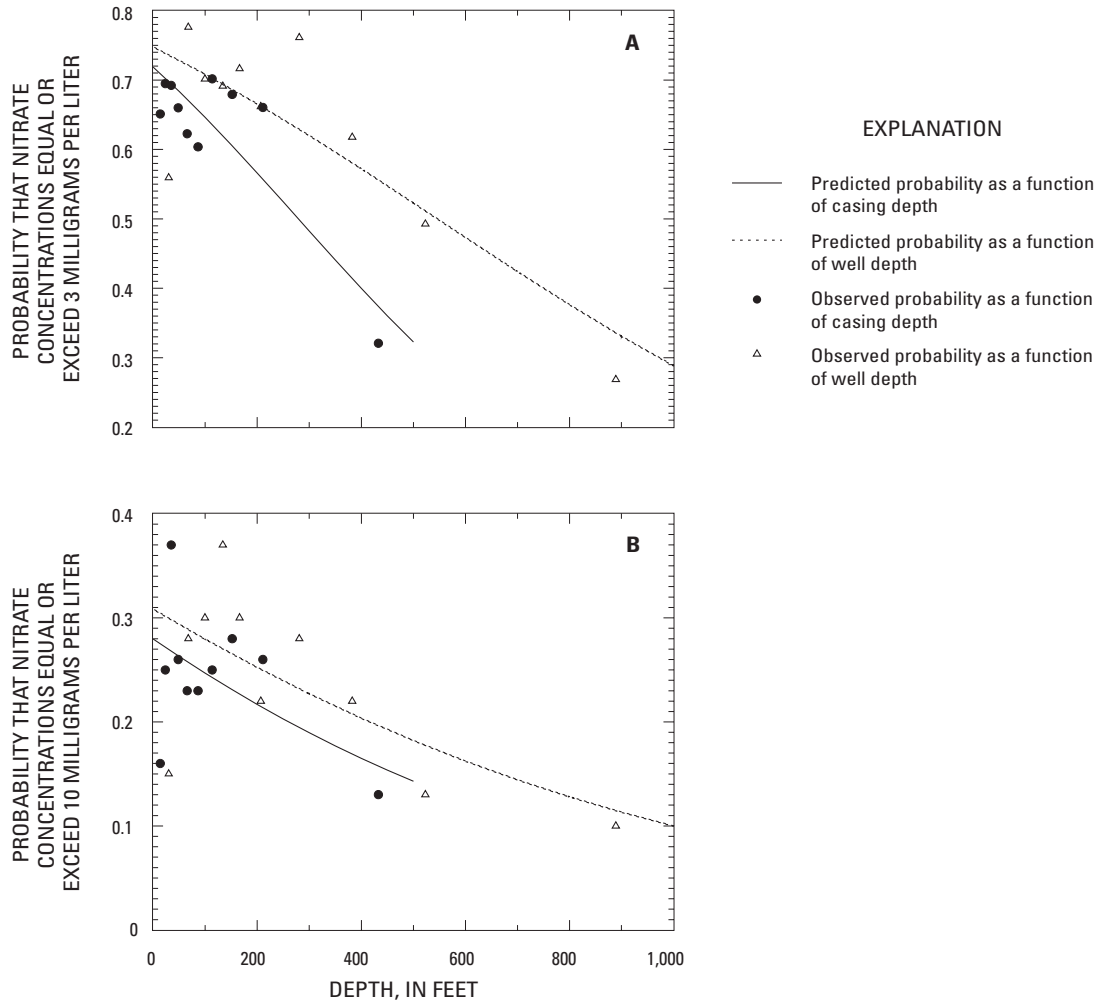 PROBABILITY THAT NITRATE
CONCENTRATIONS EQUAL OR
EXCEED 3 MILLIGRAMS PER LITER
0.8
0.7
0.6
0.5
0.4
0.3
0.2
A
EXPLANATION
Predicted probability as a function
of casing depth
Predicted probability as a function
of well depth
Observed probability as a function
of casing depth
Observed probability as a function
of well depth
PROBABILITY THAT NITRATE
CONCENTRATIONS EQUAL OR
EXCEED 10 MILLIGRAMS PER LITER
0.4
0.3
0.2
0.1
0
B
0 200 400 600 800 1,000
DEPTH, IN FEET